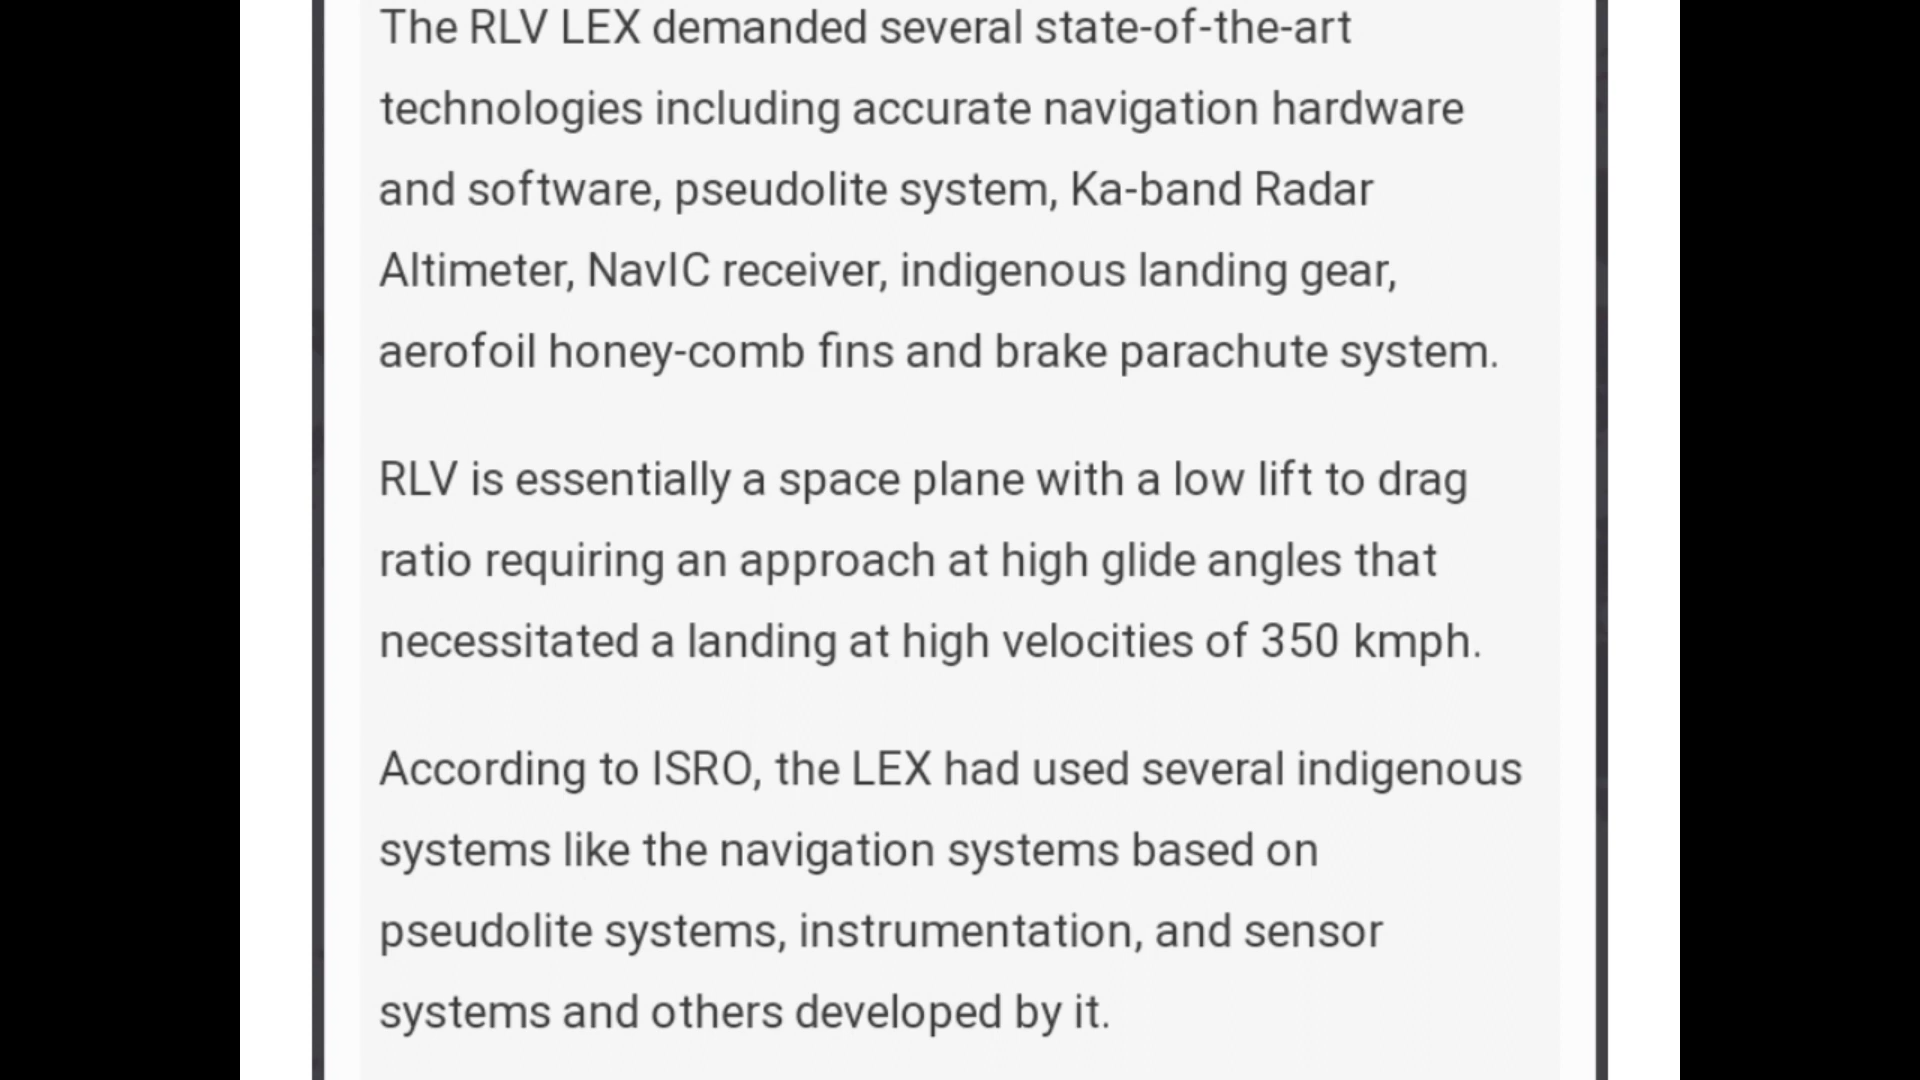 The RLV LEX demanded several state-of-the-art
technologies including accurate navigation hardware
and software, pseudolite system, Ka-band Radar
Altimeter, NavIC receiver, indigenous landing gear,
aerofoil honey-comb fins and brake parachute system.
RLV is essentially a space plane with a low lift to drag
ratio requiring an approach at high glide angles that
necessitated a landing at high velocities of 350 kmph.
According to ISRO, the LEX had used several indigenous
systems like the navigation systems based on
pseudolite systems, instrumentation, and sensor
systems and others developed by it.